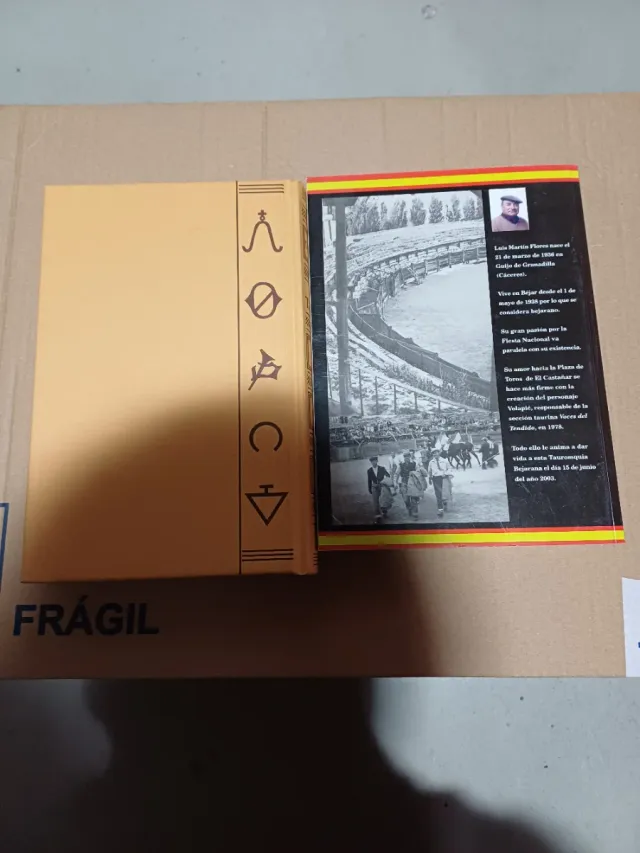 Luis Martín Flores nace el
21 de marzo de 1936 en
Guijo de Granadilla
(Cáceres).
Vive en Béjar desde el 1 de
mayo de 1938 por lo que se
considera bejarano.
Su gran pasión por la
Fiesta Nacional va
paralela con su existencia.
Su amor hacia la Plaza de
Toros de El Castañar se
hace más firme con la
creación del personaje
Volapié, responsable de la
sección taurina Voces del
Tendido, en 1978.
Todo ello le anima a dar
vida a esta Tauromaquia
Bejarana el día 15 de junio
del año 2003.
FRÁGIL